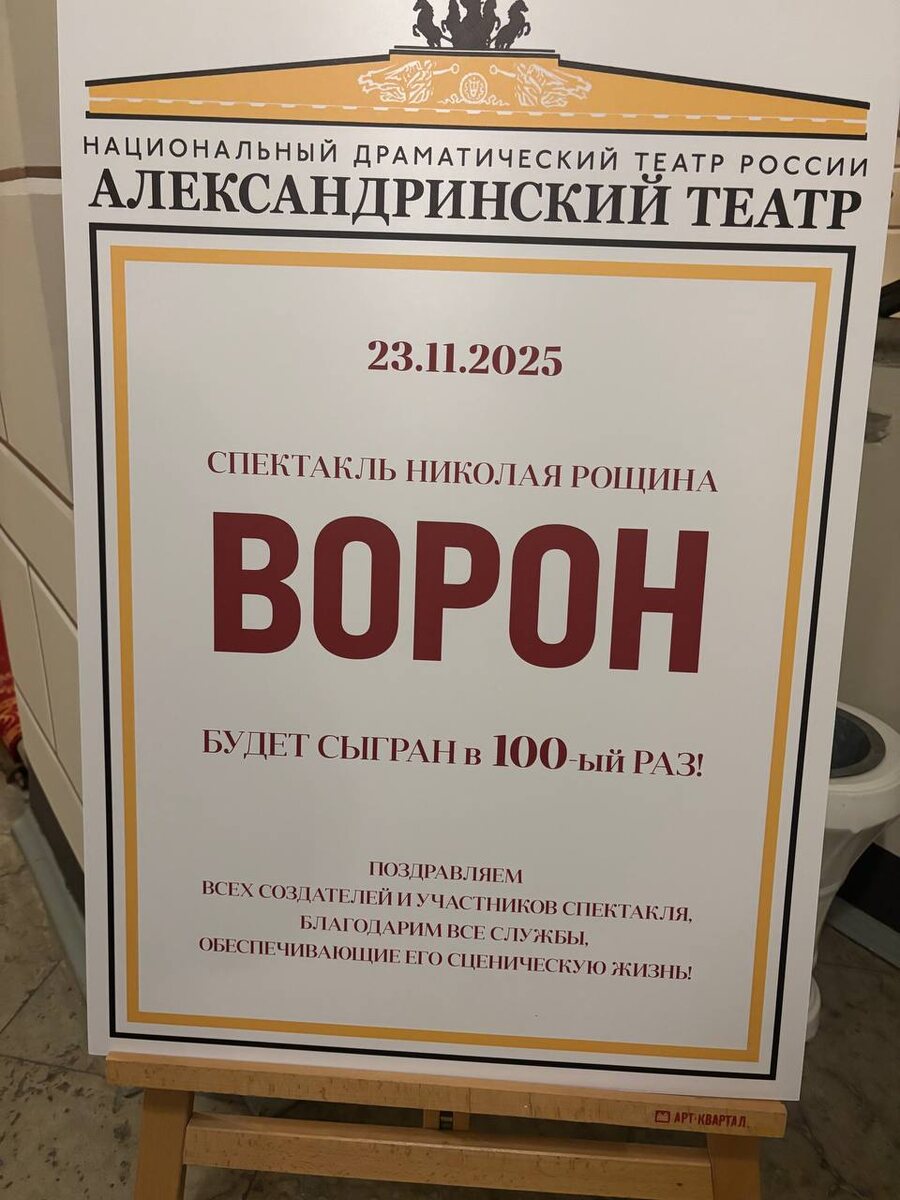 НАЦИОНАЛЬНЫЙ ДРАМАТИЧЕСКИЙ ТЕАТР РОССИИ
АЛЕКСАНДРИНСКИЙ ТЕАТР
23.11.2025
СПЕКТАКЛЬ НИКОЛАЯ РОЩИНА
ВОРОН
БУДЕТ СЫГРАН в 100-ый РАЗ!
ПОЗДРАВЛЯЕМ
ВСЕХ СОЗДАТЕЛЕЙ И УЧАСТНИКОВ СПЕКТАКЛЯ,
БЛАГОДАРИМ ВСЕ СЛУЖБЫ,
ОБЕСПЕЧИВАЮЩИЕ ЕГО СЦЕНИЧЕСКУЮ ЖИЗНЬ!
АРТ-КВАРТАЛ